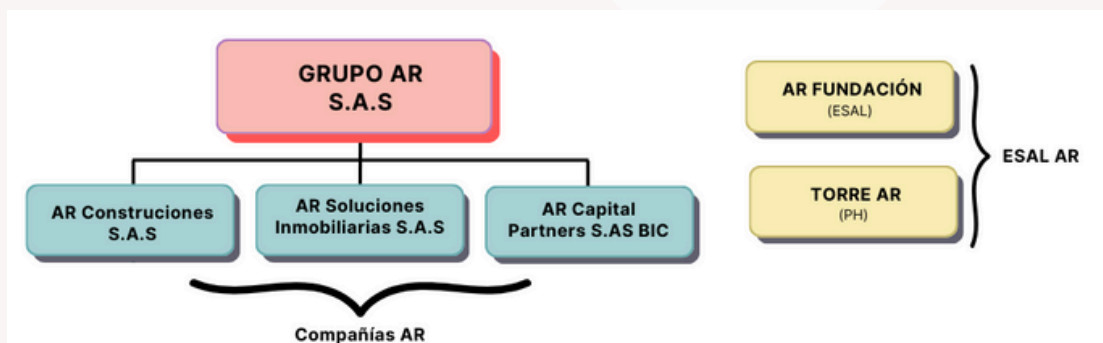 GRUPO AR
S.A.S
AR Construciones
S.A.S
AR Soluciones
Inmobiliarias S.A.S
AR Capital
Partners S.AS BIC
Compañías AR
AR FUNDACIÓN
(ESAL)
TORRE AR
(PH)
ESAL AR